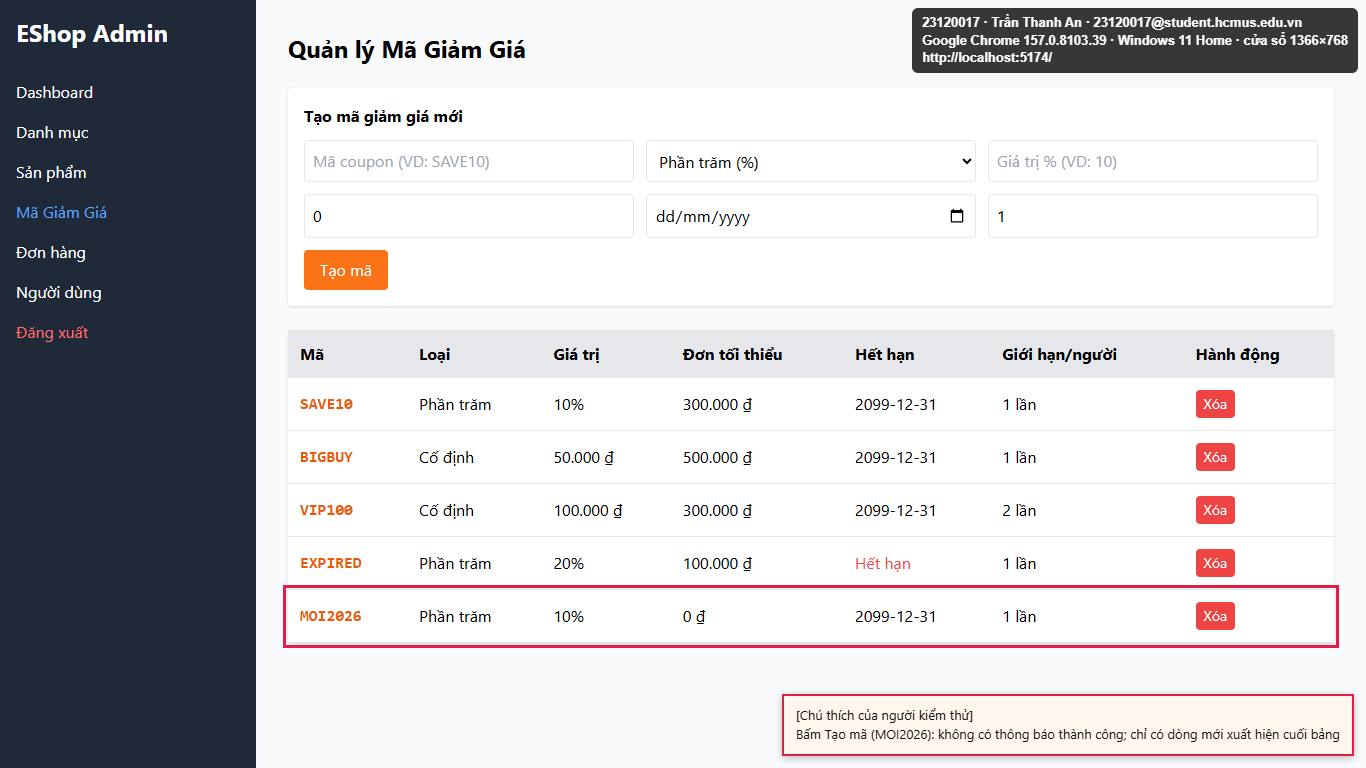 EShop Admin
Dashboard
Danh mục
Sản phẩm
Mã Giảm Giá
Đơn hàng
Người dùng
Đăng xuất
23120017 · Trần Thanh An · 23120017@student.hcmus.edu.vn
Google Chrome 157.0.8103.39 · Windows 11 Home · cửa sổ 1366×768
http://localhost:5174/
Quản lý Mã Giảm Giá
Tạo mã giảm giá mới
Mã coupon (VD: SAVE10) Phần trăm (%) Giá trị % (VD: 10)
0 dd/mm/yyyy 1
Tạo mã
Mã Loại Giá trị Đơn tối thiểu Hết hạn Giới hạn/người Hành động
SAVE10 Phần trăm 10% 300.000 ₫ 2099-12-31 1 lần Xóa
BIGBUY Cố định 50.000 ₫ 500.000 ₫ 2099-12-31 1 lần Xóa
VIP100 Cố định 100.000 ₫ 300.000 ₫ 2099-12-31 2 lần Xóa
EXPIRED Phần trăm 20% 100.000 ₫ Hết hạn 1 lần Xóa
MOI2026 Phần trăm 10% 0 ₫ 2099-12-31 1 lần Xóa
[Chú thích của người kiểm thử]
Bấm Tạo mã (MOI2026): không có thông báo thành công; chỉ có dòng mới xuất hiện cuối bảng